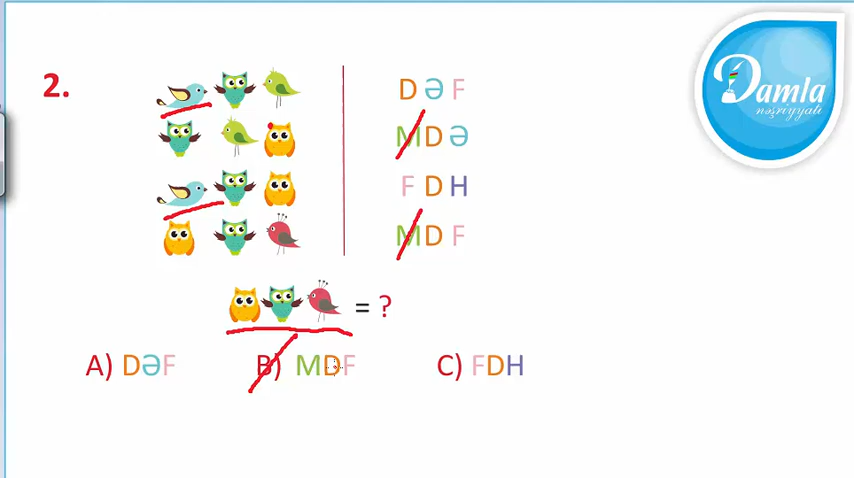 2.
D Ə F
M D Ə
F D H
M D F
= ?
A) DƏF B) MDF C) FDH
Damla
nəşriyyatı